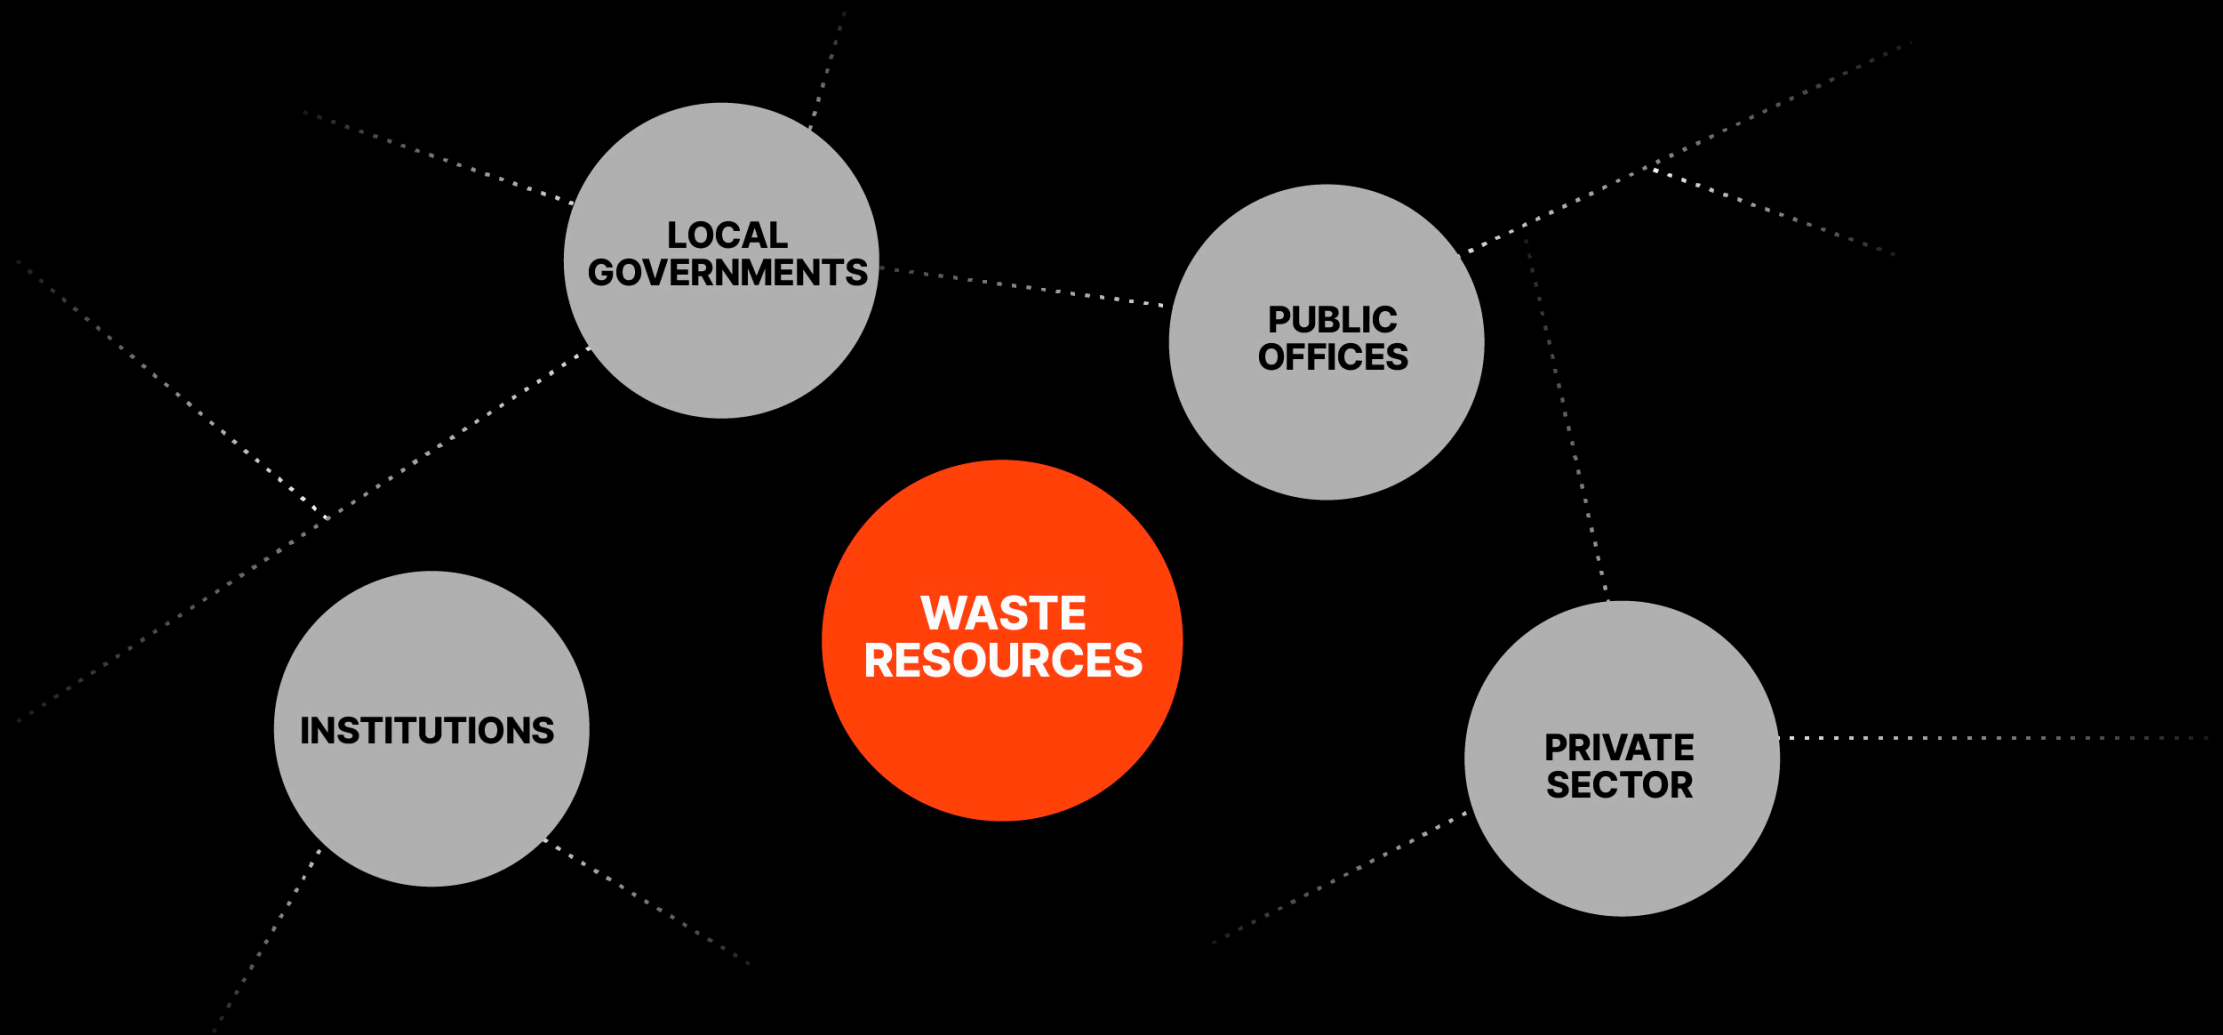 LOCAL
GOVERNMENTS
PUBLIC
OFFICES
WASTE
RESOURCES
INSTITUTIONS
PRIVATE
SECTOR